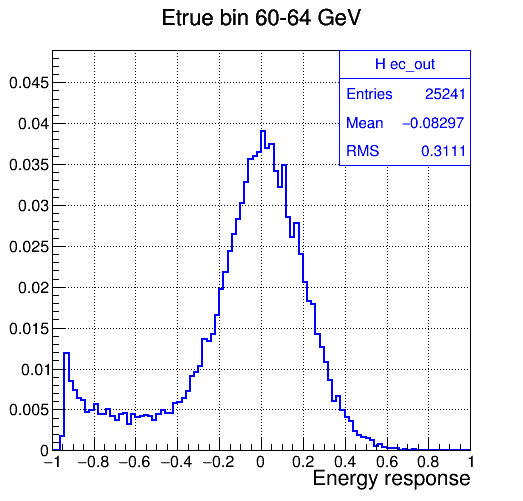 Etrue bin 60-64 GeV
H ec_out
Entries 25241
Mean −0.08297
RMS 0.3111
0.045
0.04
0.035
0.03
0.025
0.02
0.015
0.01
0.005
0
−1 −0.8 −0.6 −0.4 −0.2 0 0.2 0.4 0.6 0.8 1
Energy response